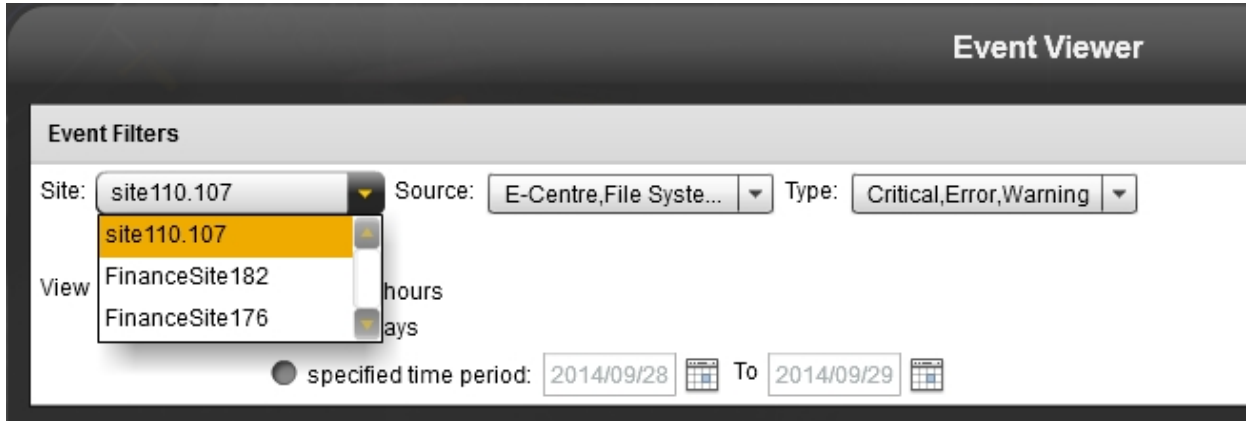 Event Viewer
Event Filters
Site: site110.107 Source: E-Centre,File Syste... Type: Critical,Error,Warning
site110.107
FinanceSite182
View hours
FinanceSite176
ays
specified time period: 2014/09/28 To 2014/09/29